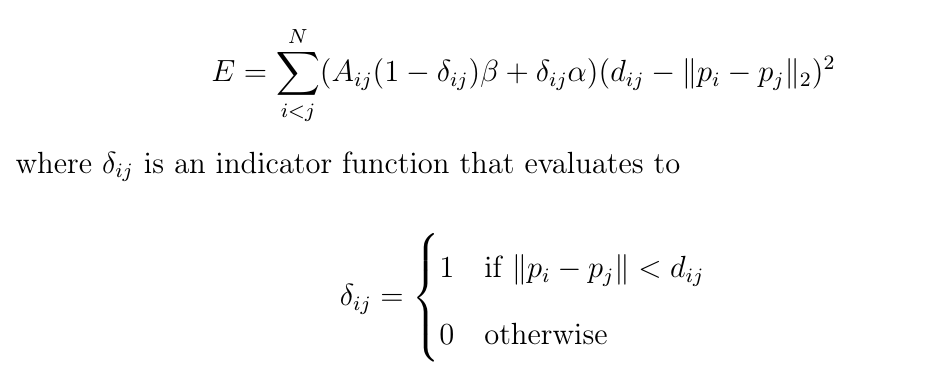 $$E = \sum_{i<j}^{N} (A_{ij}(1 - \delta_{ij})\beta + \delta_{ij}\alpha)(d_{ij} - \|p_i - p_j\|_2)^2$$
where $\delta_{ij}$ is an indicator function that evaluates to
$$\delta_{ij} = \begin{cases} 1 & \text{if } \|p_i - p_j\| < d_{ij} \\ 0 & \text{otherwise} \end{cases}$$